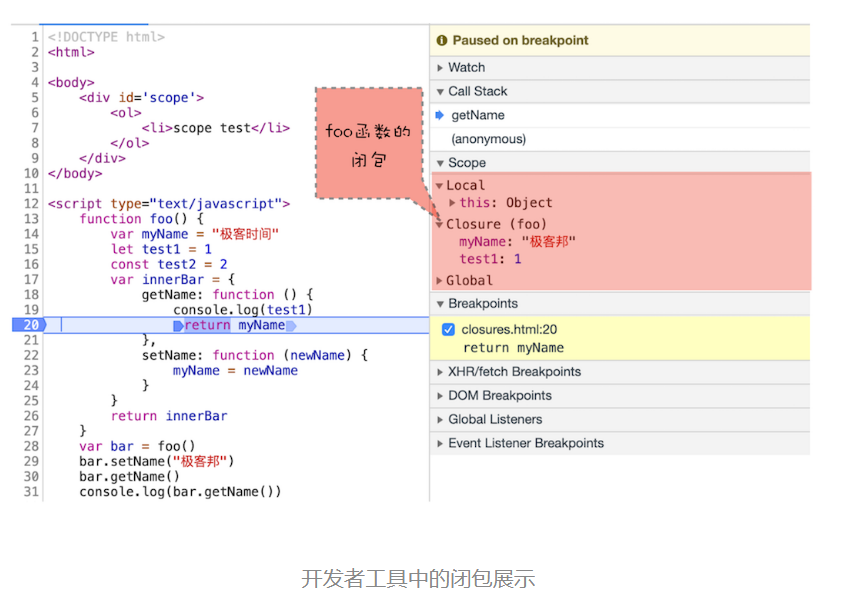 1 <!DOCTYPE html>
2 <html>
3
4 <body>
5 <div id='scope'>
6 <ol>
7 <li>scope test</li>
8 </ol>
9 </div>
10 </body>
11
12 <script type="text/javascript">
13 function foo() {
14 var myName = "极客时间"
15 let test1 = 1
16 const test2 = 2
17 var innerBar = {
18 getName: function () {
19 console.log(test1)
20 return myName
21 },
22 setName: function (newName) {
23 myName = newName
24 }
25 }
26 return innerBar
27 }
28 var bar = foo()
29 bar.setName("极客邦")
30 bar.getName()
31 console.log(bar.getName())
foo函数的
闭包
Paused on breakpoint
Watch
Call Stack
getName
(anonymous)
Scope
Local
this: Object
Closure (foo)
myName: "极客邦"
test1: 1
Global
Breakpoints
closures.html:20
return myName
XHR/fetch Breakpoints
DOM Breakpoints
Global Listeners
Event Listener Breakpoints
开发者工具中的闭包展示